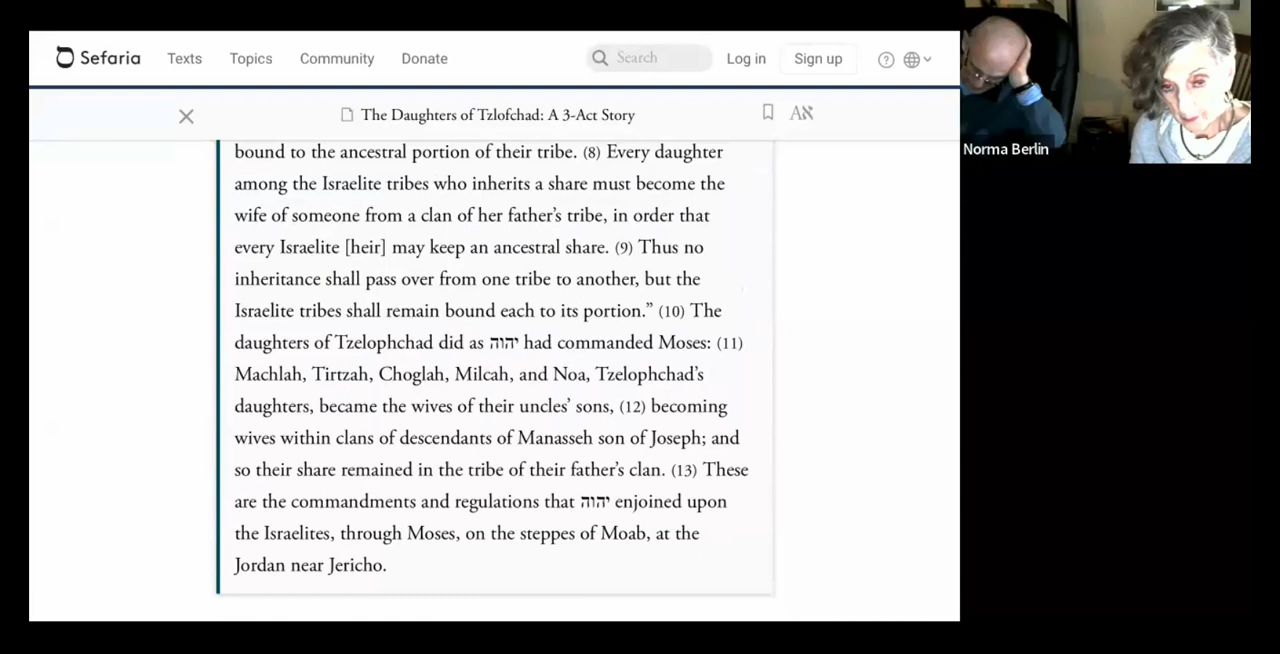 Sefaria Texts Topics Community Donate Search Log in Sign up
The Daughters of Tzlofchad: A 3-Act Story Aא
bound to the ancestral portion of their tribe. (8) Every daughter
among the Israelite tribes who inherits a share must become the
wife of someone from a clan of her father’s tribe, in order that
every Israelite [heir] may keep an ancestral share. (9) Thus no
inheritance shall pass over from one tribe to another, but the
Israelite tribes shall remain bound each to its portion.” (10) The
daughters of Tzelophchad did as יהוה had commanded Moses: (11)
Machlah, Tirtzah, Choglah, Milcah, and Noa, Tzelophchad’s
daughters, became the wives of their uncles’ sons, (12) becoming
wives within clans of descendants of Manasseh son of Joseph; and
so their share remained in the tribe of their father’s clan. (13) These
are the commandments and regulations that יהוה enjoined upon
the Israelites, through Moses, on the steppes of Moab, at the
Jordan near Jericho.
Norma Berlin